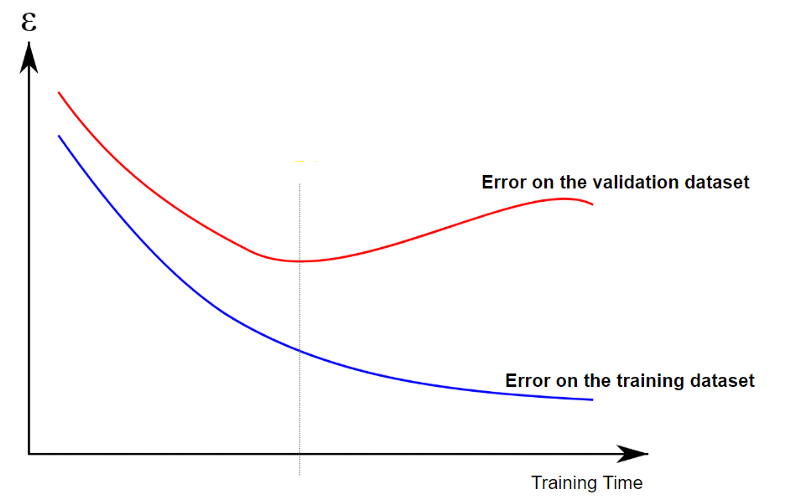 ε
Error on the validation dataset
Error on the training dataset
Training Time